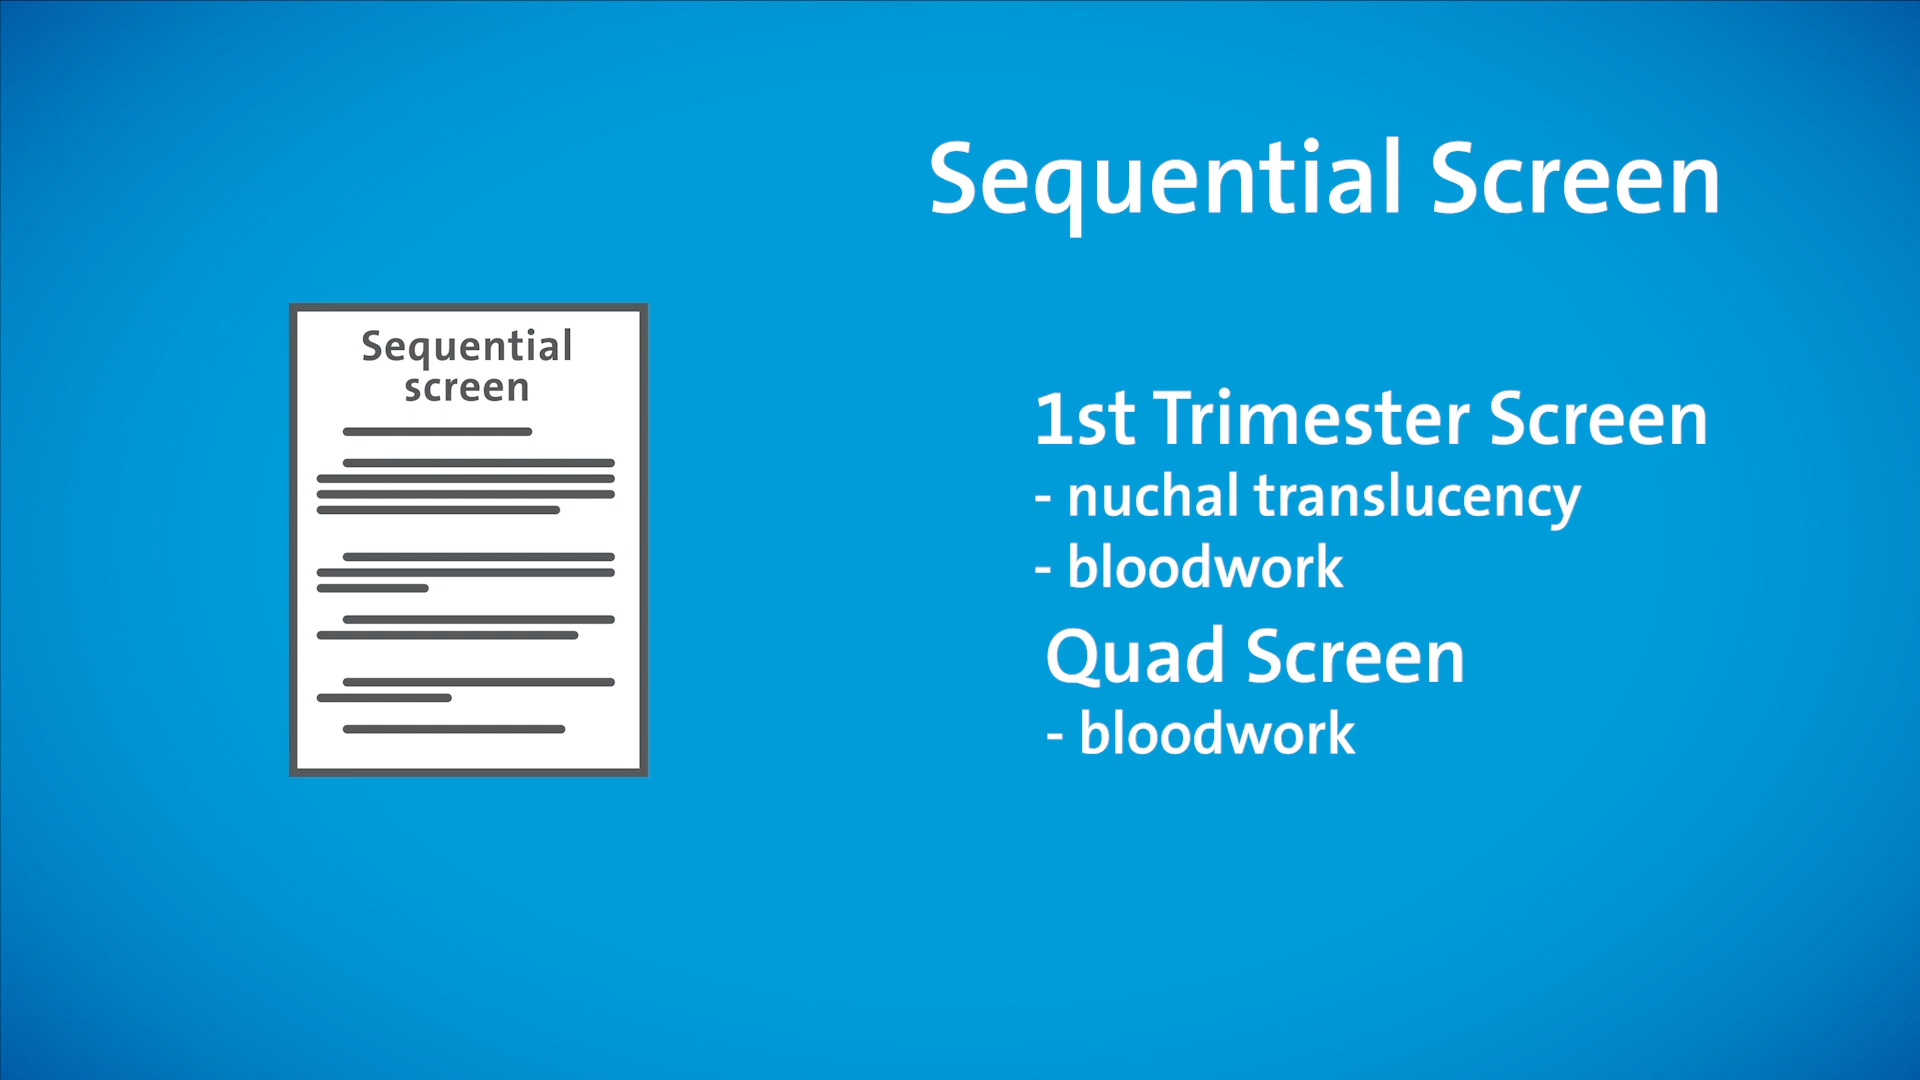 Sequential Screen
Sequential
screen
1st Trimester Screen
- nuchal translucency
- bloodwork
Quad Screen
- bloodwork